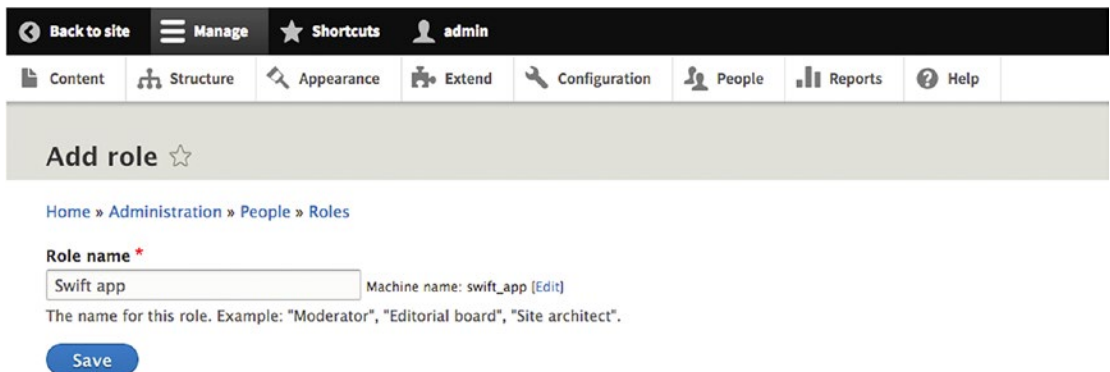 Back to site Manage Shortcuts admin
Content Structure Appearance Extend Configuration People Reports Help
Add role
Home » Administration » People » Roles
Role name *
Swift app Machine name: swift_app [Edit]
The name for this role. Example: "Moderator", "Editorial board", "Site architect".
Save